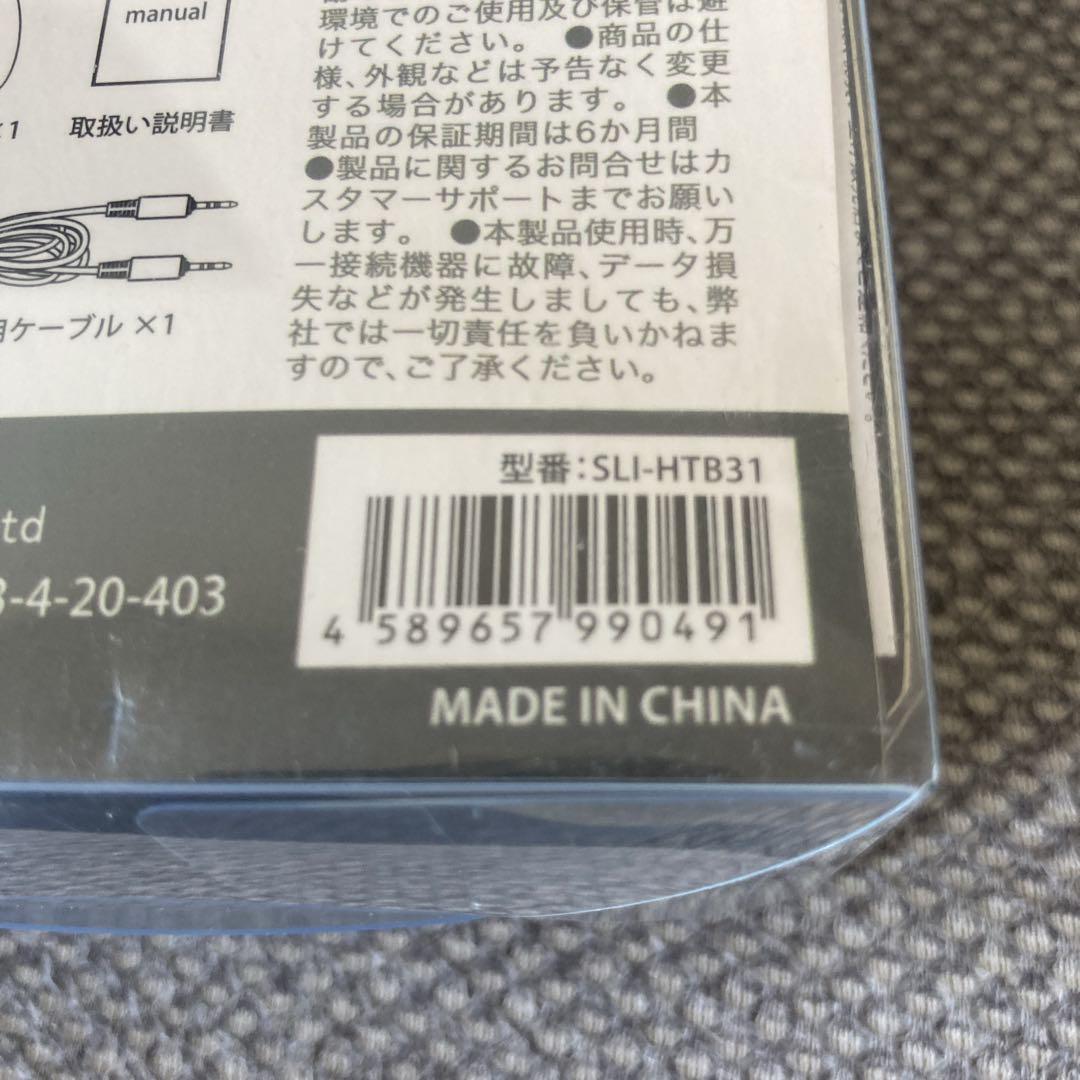 manual
取扱い説明書
×1
用ケーブル ×1
環境でのご使用及び保管は避
けてください。 ●商品の仕
様、外観などは予告なく変更
する場合があります。 ●本
製品の保証期間は6か月間
●製品に関するお問合せはカ
スタマーサポートまでお願い
します。 ●本製品使用時、万
一接続機器に故障、データ損
失などが発生しましても、弊
社では一切責任を負いかねま
すので、ご了承ください。
td
3-4-20-403
型番:SLI-HTB31
4 589657 990491
MADE IN CHINA